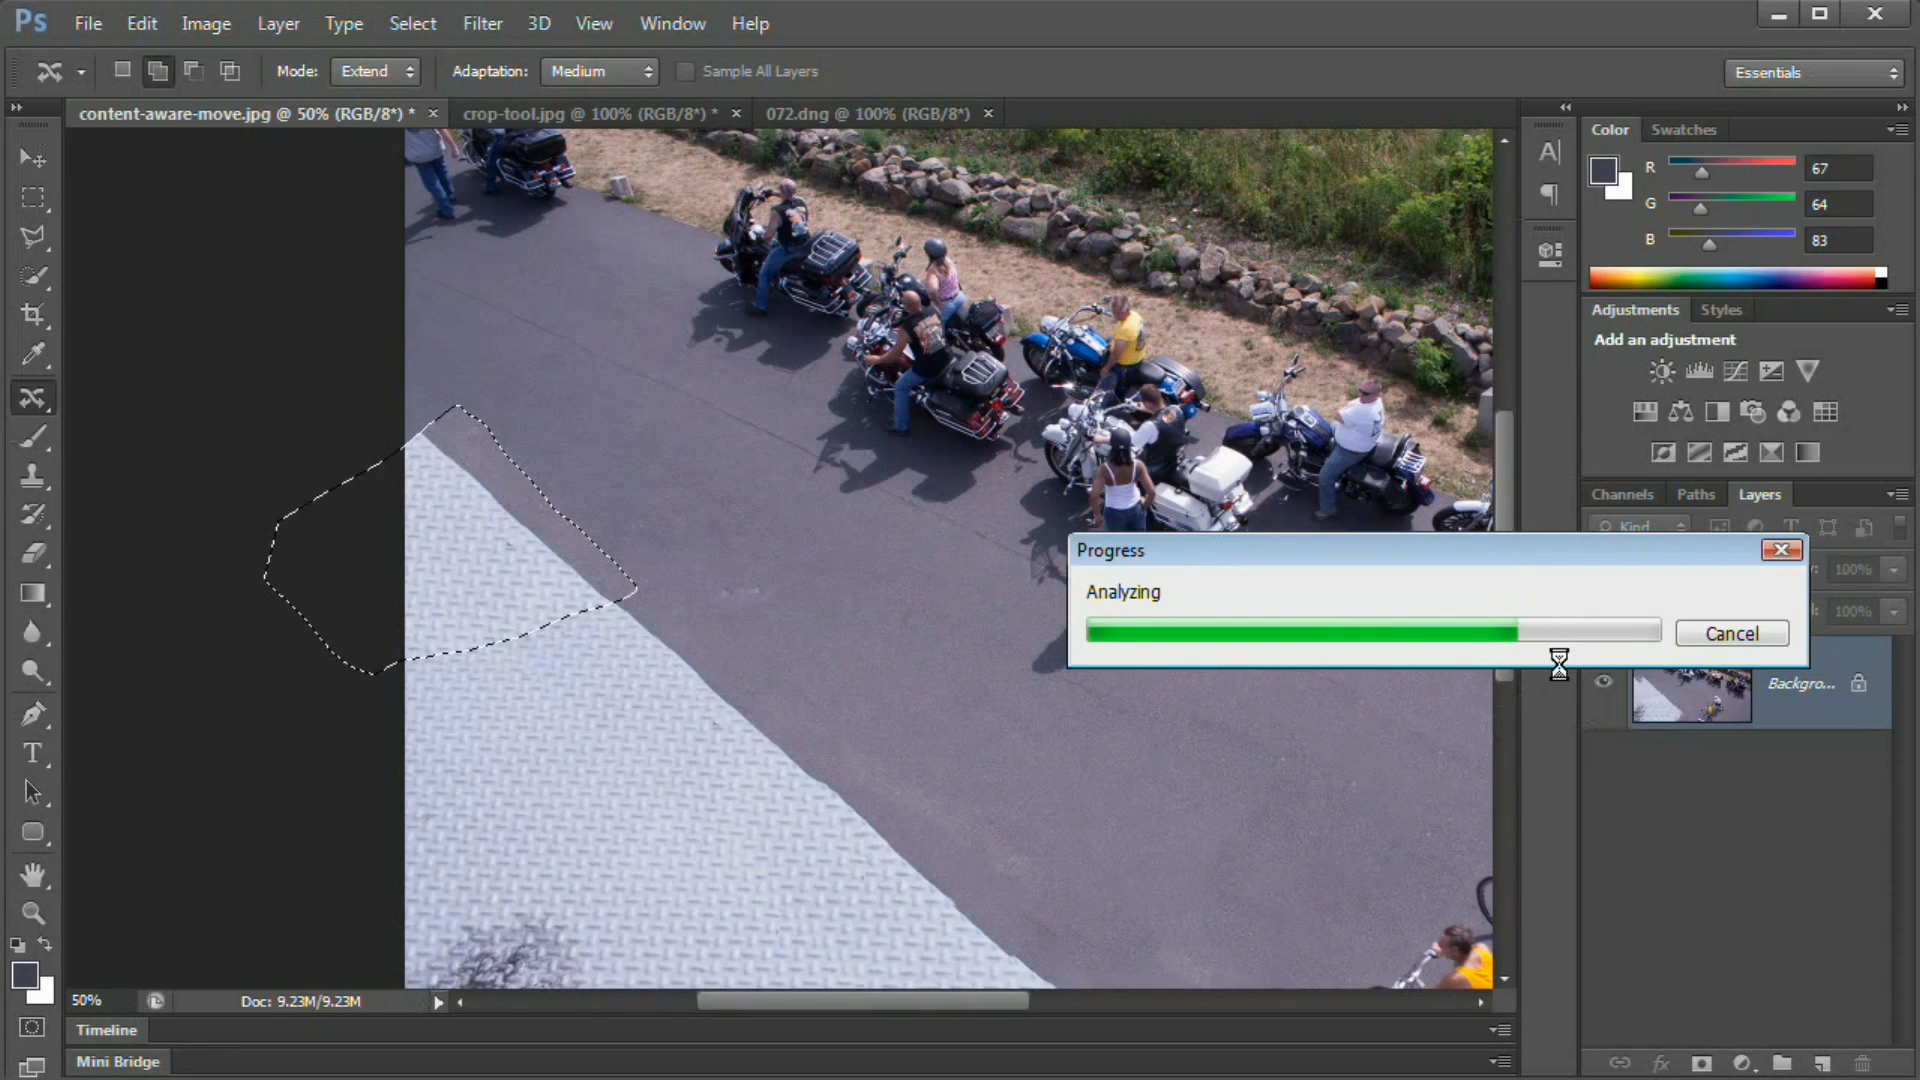 Ps File Edit Image Layer Type Select Filter 3D View Window Help
Mode: Extend Adaptation: Medium Sample All Layers Essentials
content-aware-move.jpg @ 50% (RGB/8*) * crop-tool.jpg @ 100% (RGB/8*) * 072.dng @ 100% (RGB/8*)
Color Swatches
R 67
G 64
B 83
Adjustments Styles
Add an adjustment
Channels Paths Layers
Kind
100%
100%
Backgro...
Progress
Analyzing
Cancel
50% Doc: 9.23M/9.23M
Timeline
Mini Bridge